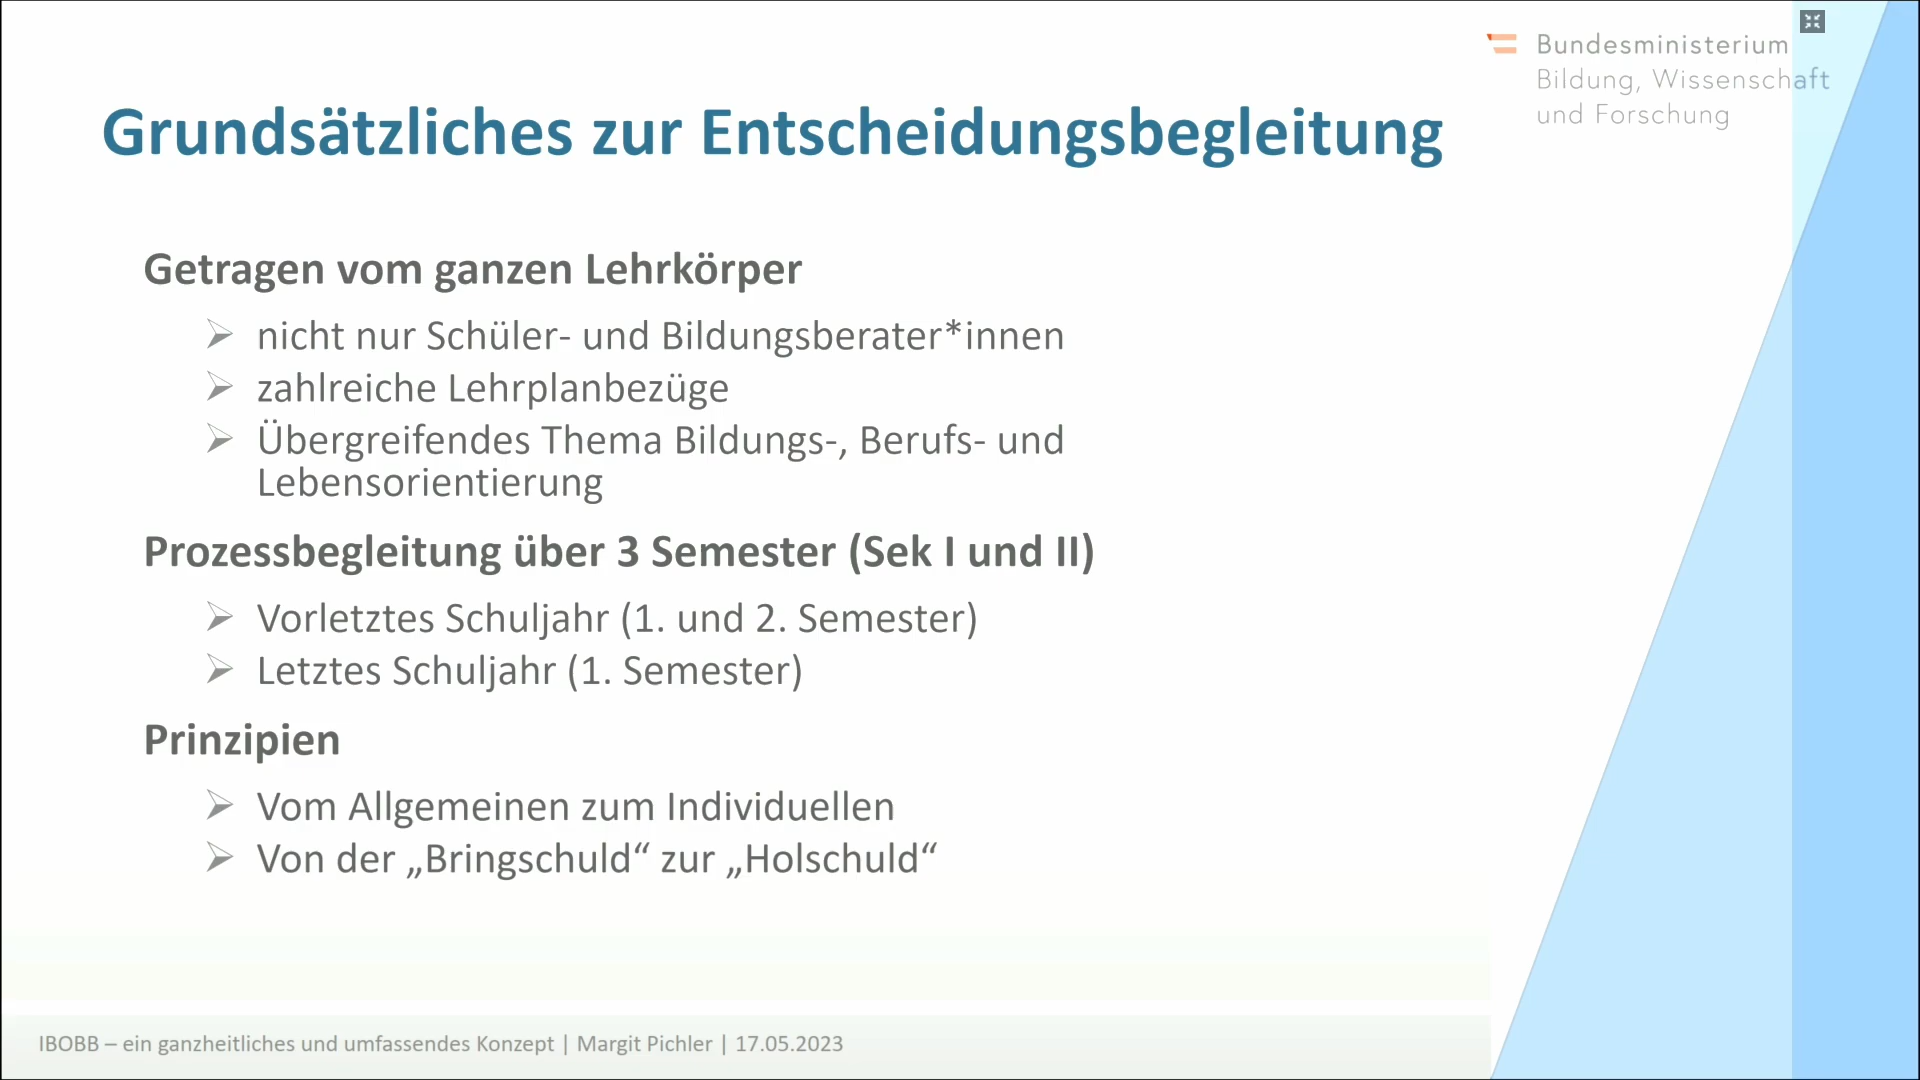 Bundesministerium
Bildung, Wissenschaft
und Forschung
Grundsätzliches zur Entscheidungsbegleitung
Getragen vom ganzen Lehrkörper
nicht nur Schüler- und Bildungsberater*innen
zahlreiche Lehrplanbezüge
Übergreifendes Thema Bildungs-, Berufs- und
Lebensorientierung
Prozessbegleitung über 3 Semester (Sek I und II)
Vorletztes Schuljahr (1. und 2. Semester)
Letztes Schuljahr (1. Semester)
Prinzipien
Vom Allgemeinen zum Individuellen
Von der „Bringschuld“ zur „Holschuld“
IBOBB – ein ganzheitliches und umfassendes Konzept | Margit Pichler | 17.05.2023